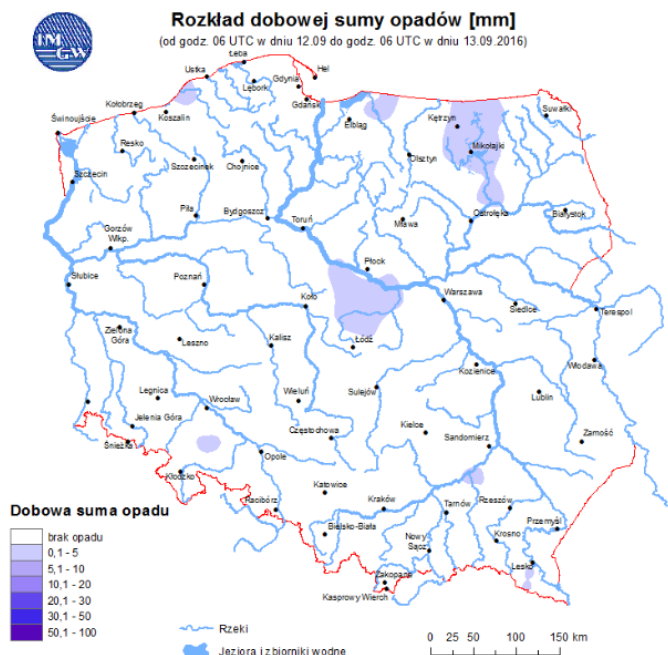 IMGW
Rozkład dobowej sumy opadów [mm]
(od godz. 06 UTC w dniu 12.09 do godz. 06 UTC w dniu 13.09.2016)
Łeba
Ustka
Hel
Lębork
Gdynia
Gdańsk
Kołobrzeg
Koszalin
Świnoujście
Elbląg
Kętrzyn
Suwałki
Resko
Szczecinek
Chojnice
Olsztyn
Mikołajki
Szczecin
Piła
Bydgoszcz
Toruń
Mława
Ostrołęka
Białystok
Gorzów
Wlkp.
Płock
Słubice
Poznań
Koło
Warszawa
Siedlce
Terespol
Zielona
Góra
Leszno
Kalisz
Łódź
Kozienice
Włodawa
Legnica
Wrocław
Wieluń
Sulejów
Lublin
Jelenia Góra
Częstochowa
Kielce
Sandomierz
Zamość
Śnieżka
Opole
Kłodzko
Katowice
Racibórz
Kraków
Tarnów
Rzeszów
Bielsko-Biała
Nowy
Sącz
Krosno
Przemyśl
Lesko
Zakopane
Kasprowy Wierch
Dobowa suma opadu
brak opadu
0,1 - 5
5,1 - 10
10,1 - 20
20,1 - 30
30,1 - 50
50,1 - 100
Rzeki
Jeziora i zbiorniki wodne
0 25 50 100 150 km